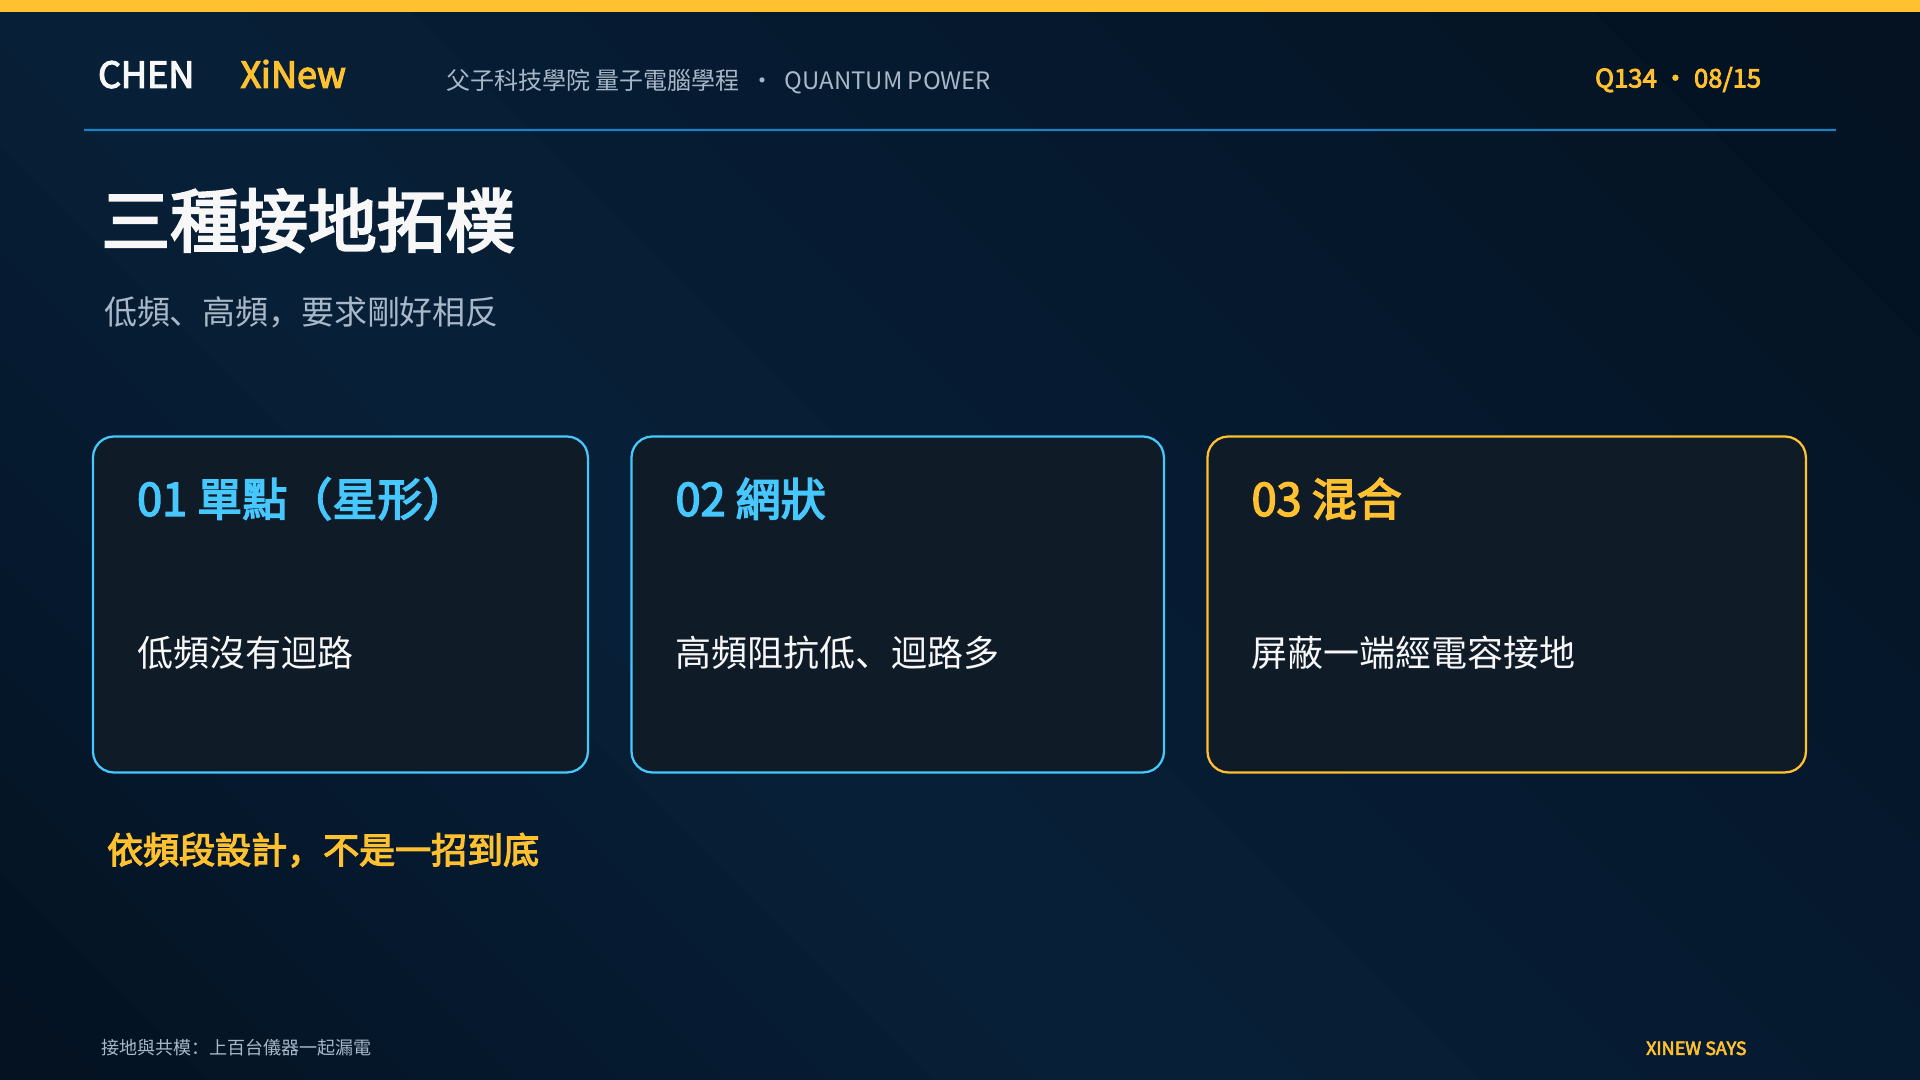 CHEN XiNew 父子科技學院 量子電腦學程 · QUANTUM POWER Q134 · 08/15
三種接地拓樸
低頻、高頻，要求剛好相反
01 單點（星形）
低頻沒有迴路
02 網狀
高頻阻抗低、迴路多
03 混合
屏蔽一端經電容接地
依頻段設計，不是一招到底
接地與共模：上百台儀器一起漏電
XINEW SAYS